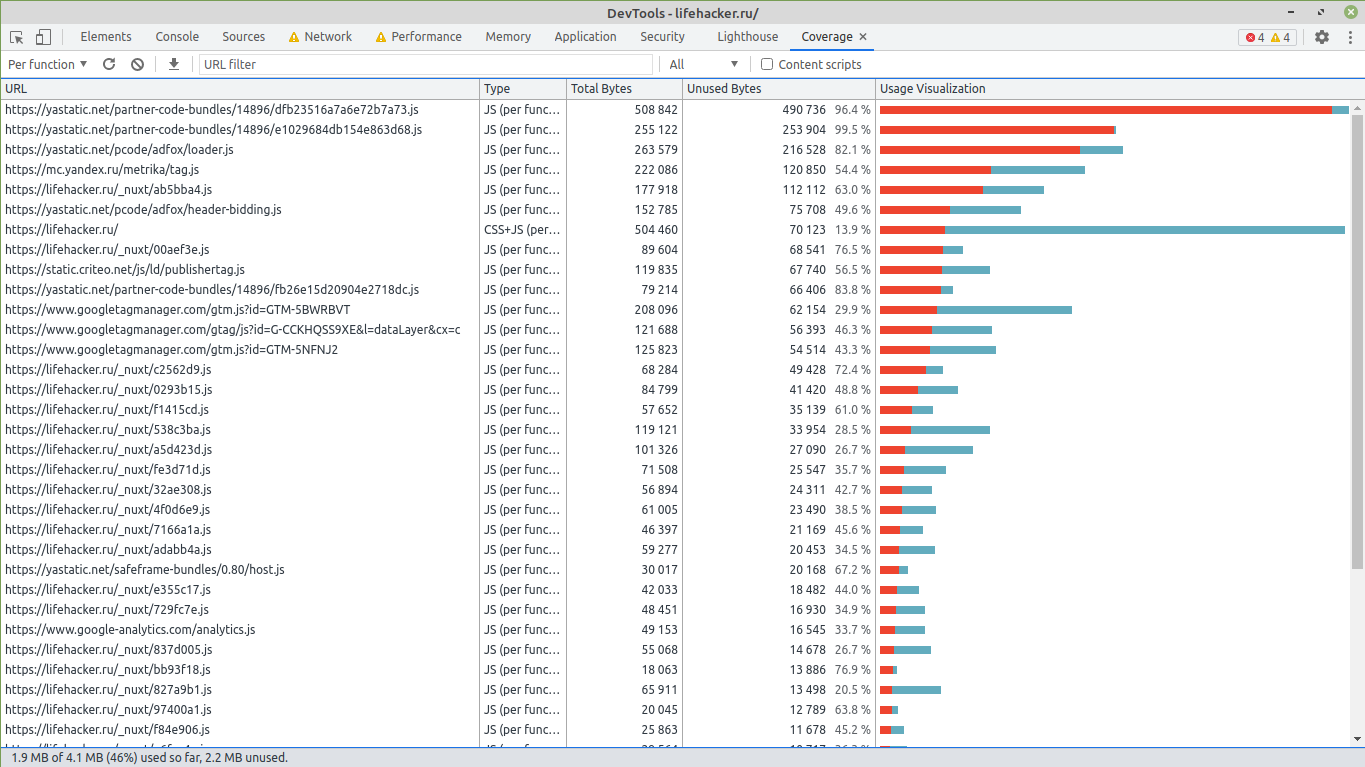 DevTools - lifehacker.ru/
Elements Console Sources Network Performance Memory Application Security Lighthouse Coverage 4 4
Per function URL filter All Content scripts
URL Type Total Bytes Unused Bytes Usage Visualization
https://yastatic.net/partner-code-bundles/14896/dfb23516a7a6e72b7a73.js JS (per func... 508 842 490 736 96.4 %
https://yastatic.net/partner-code-bundles/14896/e1029684db154e863d68.js JS (per func... 255 122 253 904 99.5 %
https://yastatic.net/pcode/adfox/loader.js JS (per func... 263 579 216 528 82.1 %
https://mc.yandex.ru/metrika/tag.js JS (per func... 222 086 120 850 54.4 %
https://lifehacker.ru/_nuxt/ab5bba4.js JS (per func... 177 918 112 112 63.0 %
https://yastatic.net/pcode/adfox/header-bidding.js JS (per func... 152 785 75 708 49.6 %
https://lifehacker.ru/ CSS+JS (per... 504 460 70 123 13.9 %
https://lifehacker.ru/_nuxt/00aef3e.js JS (per func... 89 604 68 541 76.5 %
https://static.criteo.net/js/ld/publishertag.js JS (per func... 119 835 67 740 56.5 %
https://yastatic.net/partner-code-bundles/14896/fb26e15d20904e2718dc.js JS (per func... 79 214 66 406 83.8 %
https://www.googletagmanager.com/gtm.js?id=GTM-5BWRBVT JS (per func... 208 096 62 154 29.9 %
https://www.googletagmanager.com/gtag/js?id=G-CCKHQSS9XE&l=dataLayer&cx=c JS (per func... 121 688 56 393 46.3 %
https://www.googletagmanager.com/gtm.js?id=GTM-5NFNJ2 JS (per func... 125 823 54 514 43.3 %
https://lifehacker.ru/_nuxt/c2562d9.js JS (per func... 68 284 49 428 72.4 %
https://lifehacker.ru/_nuxt/0293b15.js JS (per func... 84 799 41 420 48.8 %
https://lifehacker.ru/_nuxt/f1415cd.js JS (per func... 57 652 35 139 61.0 %
https://lifehacker.ru/_nuxt/538c3ba.js JS (per func... 119 121 33 954 28.5 %
https://lifehacker.ru/_nuxt/a5d423d.js JS (per func... 101 326 27 090 26.7 %
https://lifehacker.ru/_nuxt/fe3d71d.js JS (per func... 71 508 25 547 35.7 %
https://lifehacker.ru/_nuxt/32ae308.js JS (per func... 56 894 24 311 42.7 %
https://lifehacker.ru/_nuxt/4f0d6e9.js JS (per func... 61 005 23 490 38.5 %
https://lifehacker.ru/_nuxt/7166a1a.js JS (per func... 46 397 21 169 45.6 %
https://lifehacker.ru/_nuxt/adabb4a.js JS (per func... 59 277 20 453 34.5 %
https://yastatic.net/safeframe-bundles/0.80/host.js JS (per func... 30 017 20 168 67.2 %
https://lifehacker.ru/_nuxt/e355c17.js JS (per func... 42 033 18 482 44.0 %
https://lifehacker.ru/_nuxt/729fc7e.js JS (per func... 48 451 16 930 34.9 %
https://www.google-analytics.com/analytics.js JS (per func... 49 153 16 545 33.7 %
https://lifehacker.ru/_nuxt/837d005.js JS (per func... 55 068 14 678 26.7 %
https://lifehacker.ru/_nuxt/bb93f18.js JS (per func... 18 063 13 886 76.9 %
https://lifehacker.ru/_nuxt/827a9b1.js JS (per func... 65 911 13 498 20.5 %
https://lifehacker.ru/_nuxt/97400a1.js JS (per func... 20 045 12 789 63.8 %
https://lifehacker.ru/_nuxt/f84e906.js JS (per func... 25 863 11 678 45.2 %
1.9 MB of 4.1 MB (46%) used so far, 2.2 MB unused.